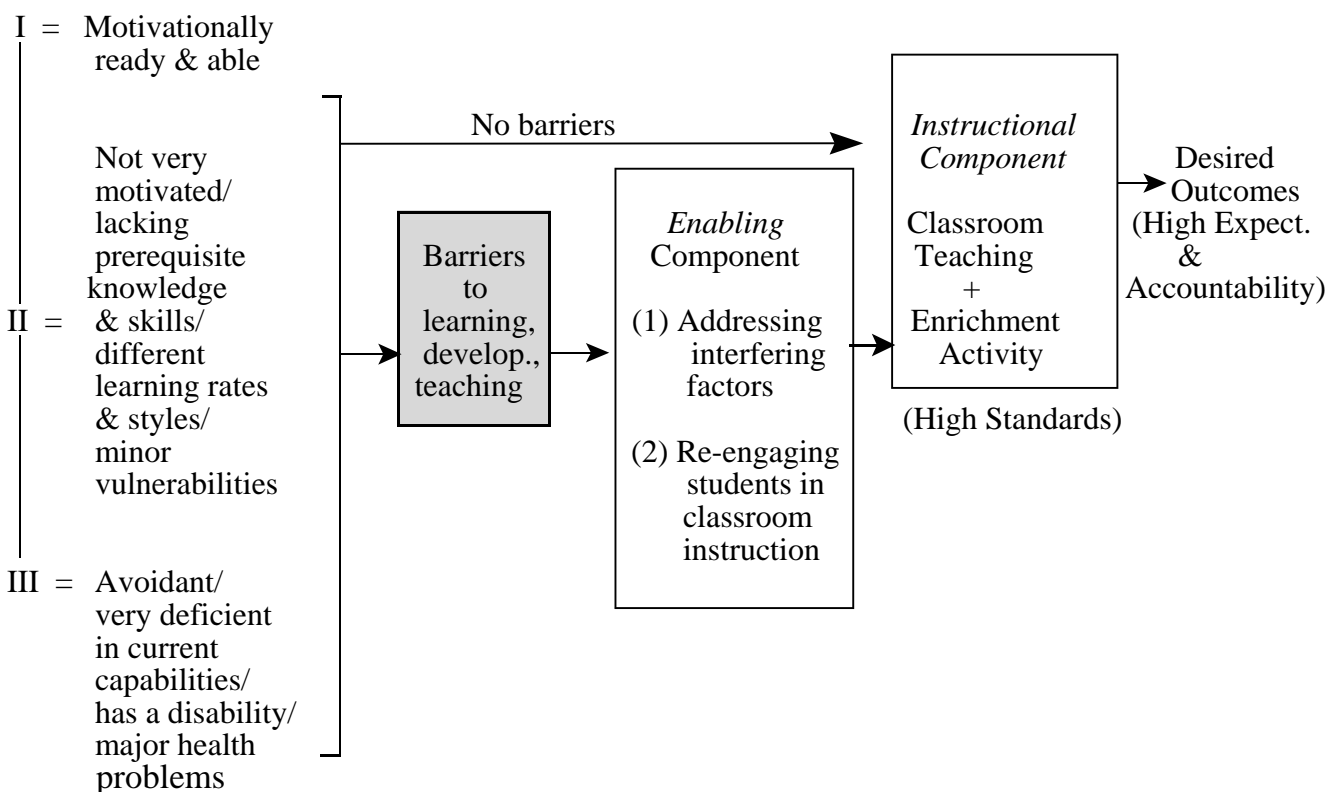 I = Motivationally
ready & able
Not very
motivated/
lacking
prerequisite
knowledge
II = & skills/
different
learning rates
& styles/
minor
vulnerabilities
III = Avoidant/
very deficient
in current
capabilities/
has a disability/
major health
problems
No barriers
Barriers
to
learning,
develop.,
teaching
Enabling
Component
(1) Addressing
interfering
factors
(2) Re-engaging
students in
classroom
instruction
Instructional
Component
Classroom
Teaching
+
Enrichment
Activity
(High Standards)
Desired
Outcomes
(High Expect.
&
Accountability)